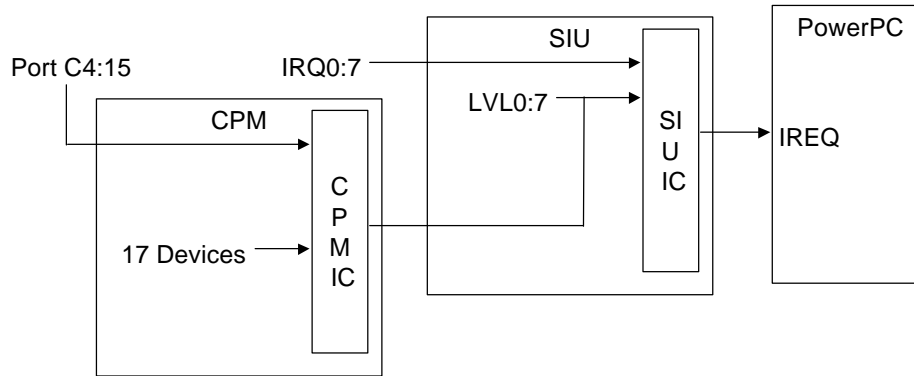 SIU
PowerPC
Port C4:15
IRQ0:7
LVL0:7
CPM
SI
U
IC
IREQ
C
P
M
IC
17 Devices